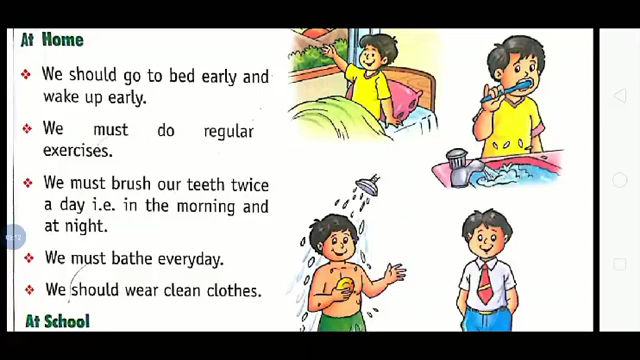 At Home
❖ We should go to bed early and
wake up early.
❖ We must do regular
exercises.
❖ We must brush our teeth twice
a day i.e. in the morning and
at night.
❖ We must bathe everyday.
❖ We should wear clean clothes.
At School